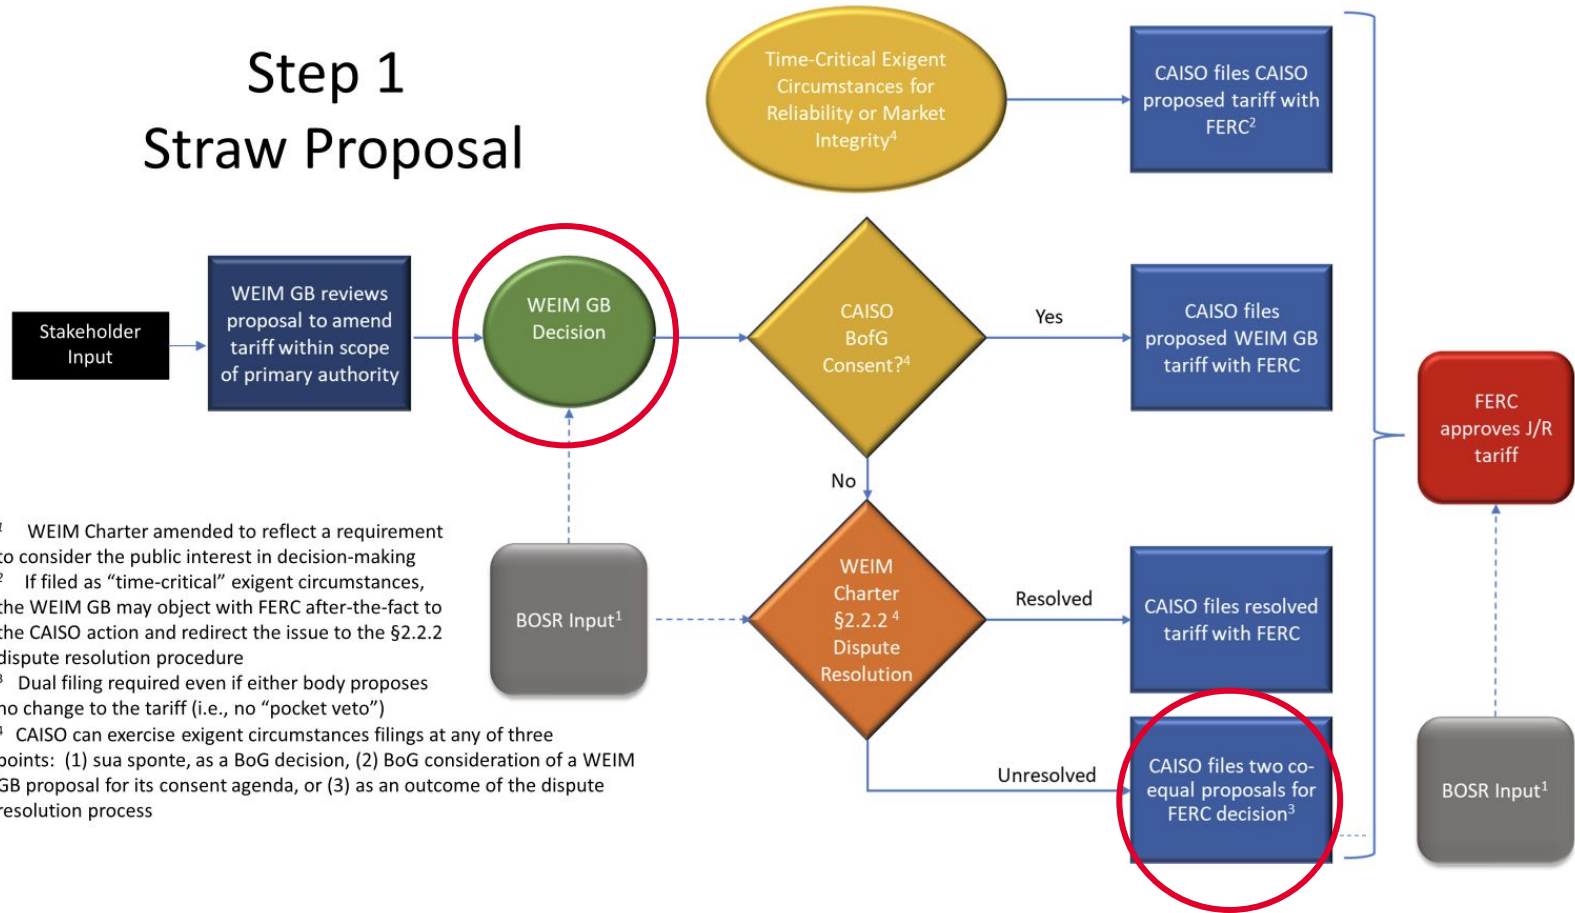 Step 1
Straw Proposal
Time-Critical Exigent
Circumstances for
Reliability or Market
Integrity4
CAISO files CAISO
proposed tariff with
FERC2
Stakeholder
Input
WEIM GB reviews
proposal to amend
tariff within scope
of primary authority
WEIM GB
Decision
CAISO
BofG
Consent?4
Yes
CAISO files
proposed WEIM GB
tariff with FERC
FERC
approves J/R
tariff
No
WEIM
Charter
§2.2.2 4
Dispute
Resolution
Resolved
CAISO files resolved
tariff with FERC
BOSR Input1
Unresolved
CAISO files two co-
equal proposals for
FERC decision3
BOSR Input1
1 WEIM Charter amended to reflect a requirement
to consider the public interest in decision-making
2 If filed as “time-critical” exigent circumstances,
the WEIM GB may object with FERC after-the-fact to
the CAISO action and redirect the issue to the §2.2.2
dispute resolution procedure
3 Dual filing required even if either body proposes
no change to the tariff (i.e., no “pocket veto”)
4 CAISO can exercise exigent circumstances filings at any of three
points: (1) sua sponte, as a BoG decision, (2) BoG consideration of a WEIM
GB proposal for its consent agenda, or (3) as an outcome of the dispute
resolution process